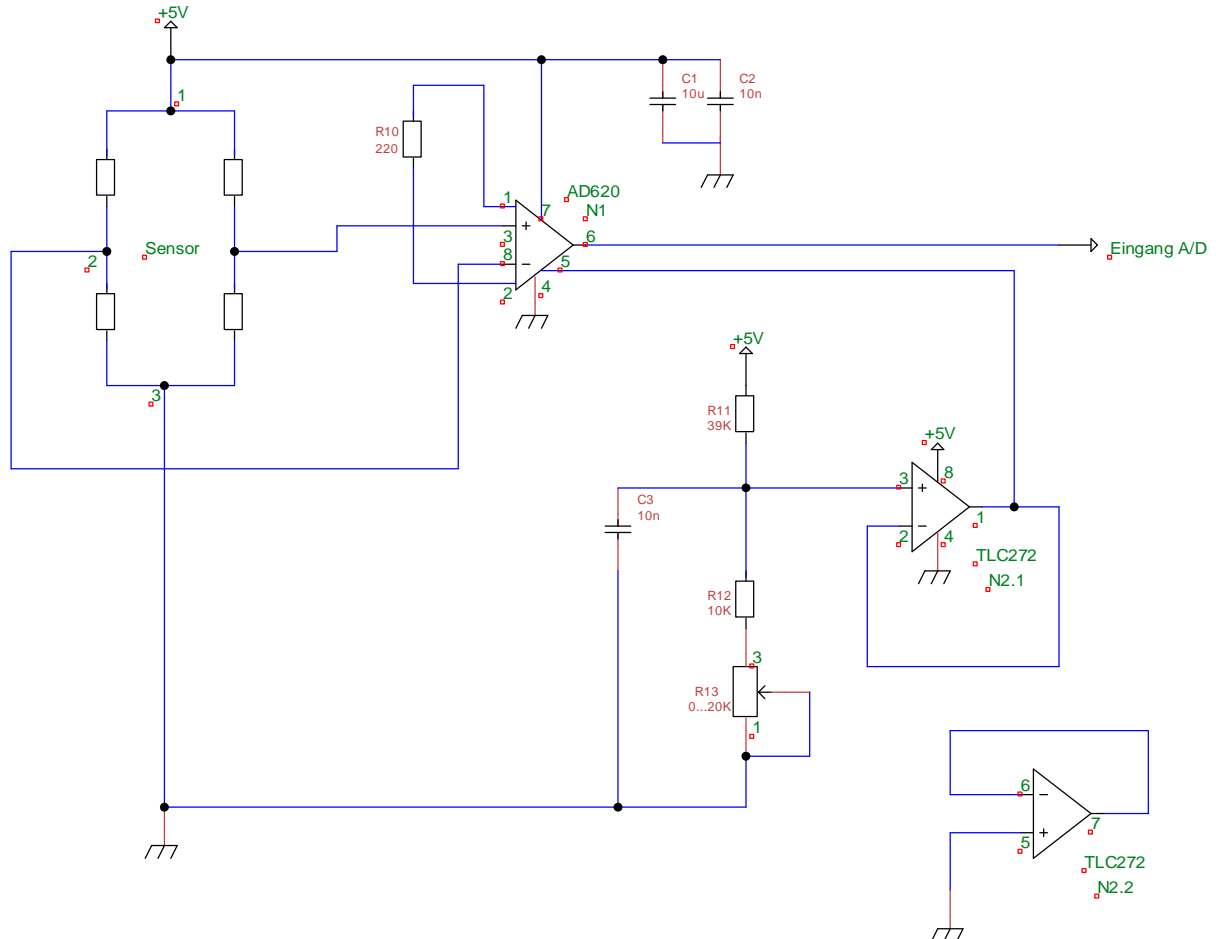 +5V
1
C1
10u
C2
10n
R10
220
AD620
N1
1
7
+
3
8
−
2
6
5
4
Sensor
2
3
Eingang A/D
+5V
R11
39K
+5V
C3
10n
3
+
8
−
2
1
4
TLC272
N2.1
R12
10K
3
R13
0...20K
1
6
−
+
5
7
TLC272
N2.2